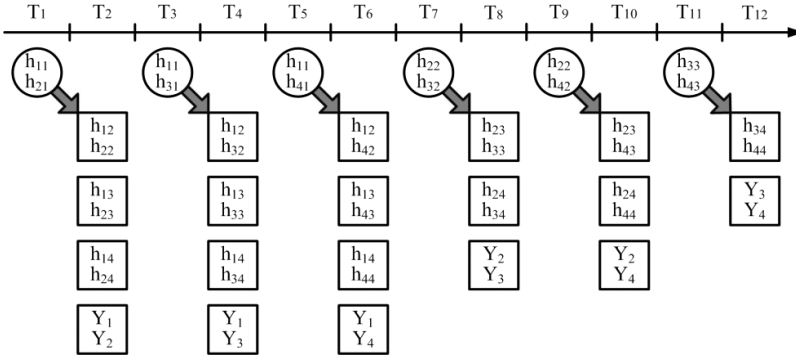 T1 T2 T3 T4 T5 T6 T7 T8 T9 T10 T11 T12
h11 h11 h11 h22 h22 h33
h21 h31 h41 h32 h42 h43
h12 h12 h12 h23 h23 h34
h22 h32 h42 h33 h43 h44
h13 h13 h13 h24 h24 Y3
h23 h33 h43 h34 h44 Y4
h14 h14 h14 Y2 Y2
h24 h34 h44 Y3 Y4
Y1 Y1 Y1
Y2 Y3 Y4